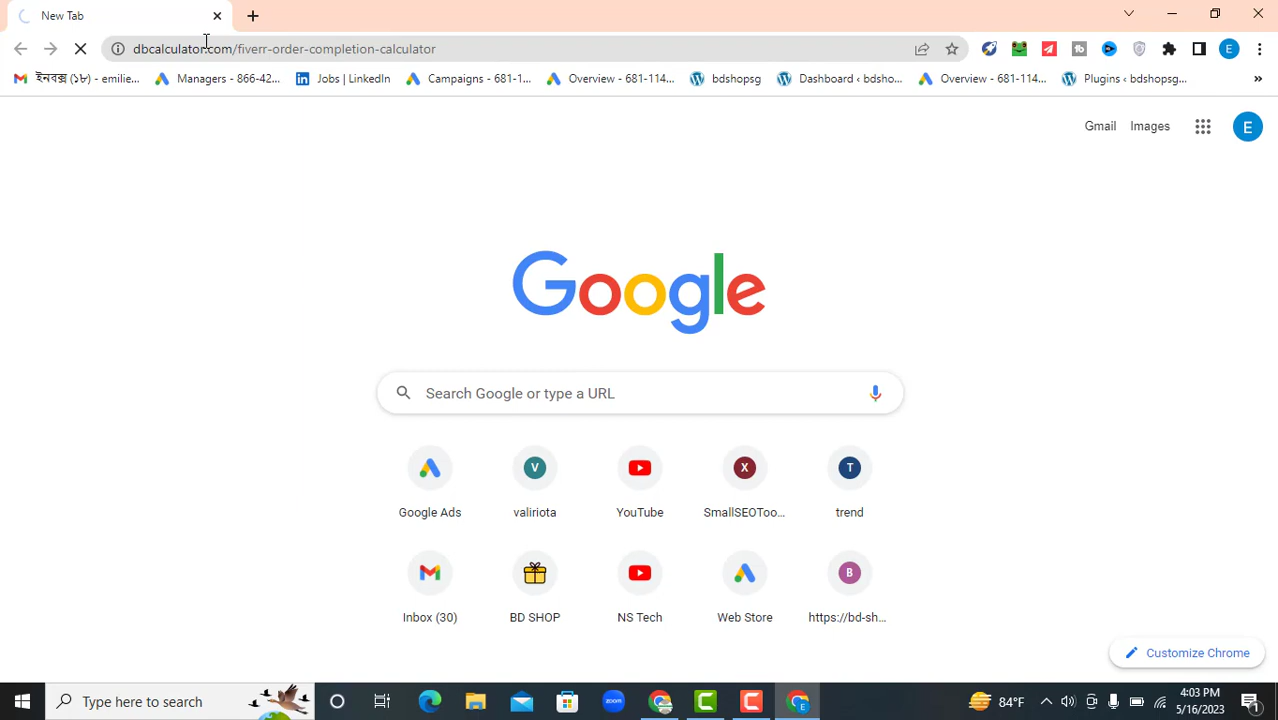 New Tab
dbcalculator.com/fiverr-order-completion-calculator
ইনবক্স (১৮) - emilie...
Managers - 866-42...
Jobs | LinkedIn
Campaigns - 681-1...
Overview - 681-114...
bdshopsg
Dashboard ‹ bdsho...
Overview - 681-114...
Plugins ‹ bdshopsg...
»
E
Gmail
Images
E
Google
Search Google or type a URL
V
X
T
Google Ads
valiriota
YouTube
SmallSEOToo...
trend
B
Inbox (30)
BD SHOP
NS Tech
Web Store
https://bd-sh...
Customize Chrome
Type here to search
zoom
E
84°F
4:03 PM
5/16/2023
1